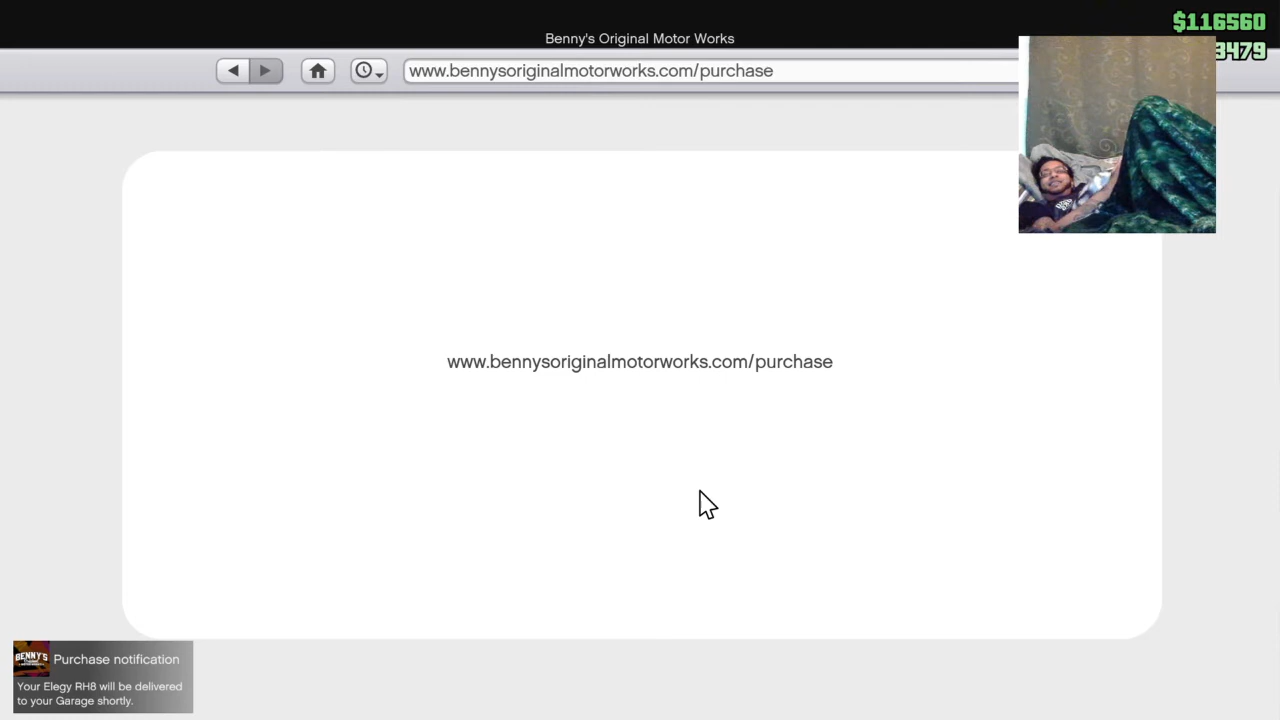 $116560
Benny's Original Motor Works
3479
www.bennysoriginalmotorworks.com/purchase
www.bennysoriginalmotorworks.com/purchase
BENNY'S
Purchase notification
Your Elegy RH8 will be delivered
to your Garage shortly.